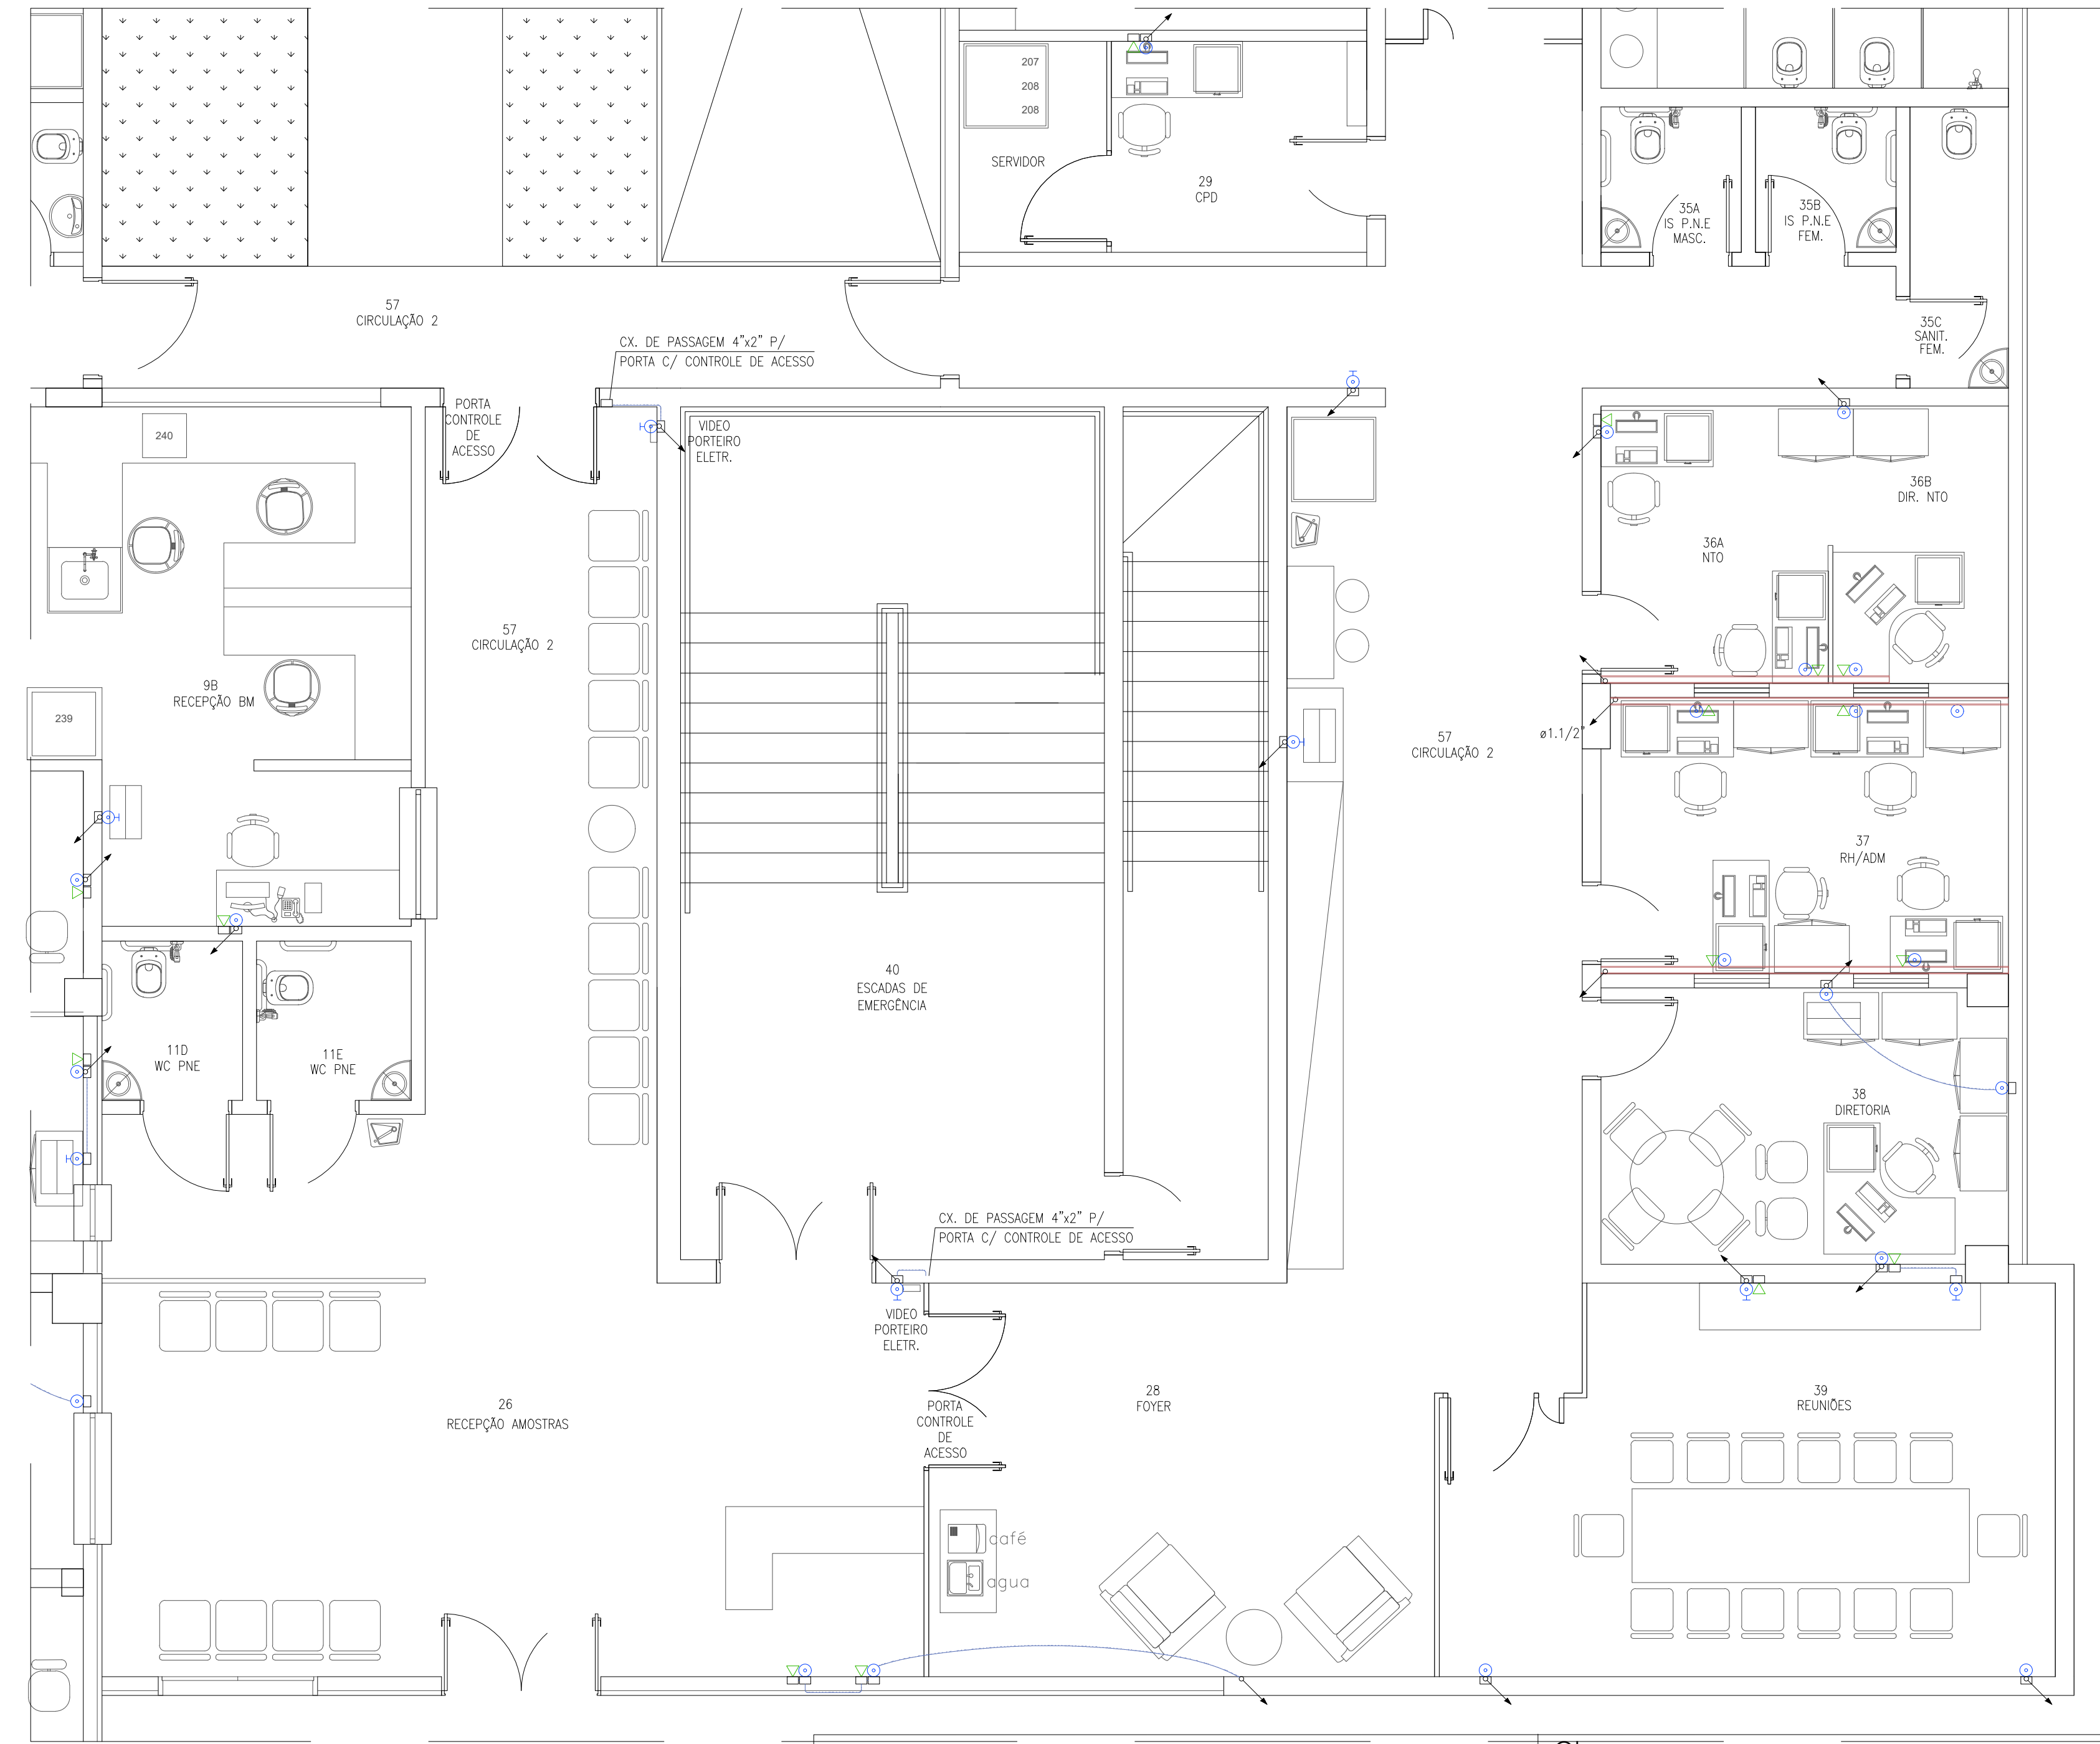 207
208
208
SERVIDOR
29
CPD
35A
IS P.N.E
MASC.
35B
IS P.N.E
FEM.
35C
SANIT.
FEM.
57
CIRCULAÇÃO 2
CX. DE PASSAGEM 4"x2" P/
PORTA C/ CONTROLE DE ACESSO
PORTA
CONTROLE
DE
ACESSO
VIDEO
PORTEIRO
ELETR.
240
36B
DIR. NTO
36A
NTO
57
CIRCULAÇÃO 2
9B
RECEPÇÃO BM
239
57
CIRCULAÇÃO 2
ø1.1/2"
37
RH/ADM
40
ESCADAS DE
EMERGÊNCIA
11D
WC PNE
11E
WC PNE
38
DIRETORIA
CX. DE PASSAGEM 4"x2" P/
PORTA C/ CONTROLE DE ACESSO
VIDEO
PORTEIRO
ELETR.
26
RECEPÇÃO AMOSTRAS
PORTA
CONTROLE
DE
ACESSO
28
FOYER
39
REUNIÕES
café
agua